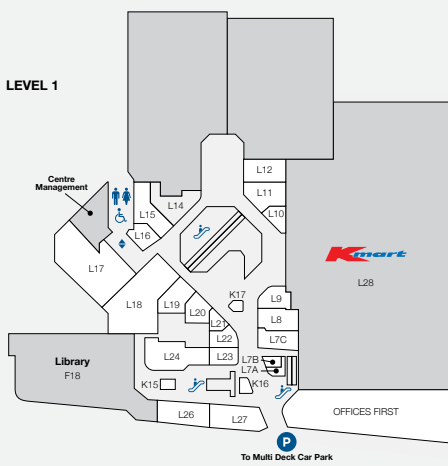 LEVEL 1
L12
Centre
Management
L11
L14
L15
L10
L16
Kmart
L17
L28
K17
L9
L18
L19
L20
L8
L21
L22
L7C
Library
F18
L24
L23
L7B
L7A
K15
K16
L26
L27
OFFICES FIRST
P
To Multi Deck Car Park